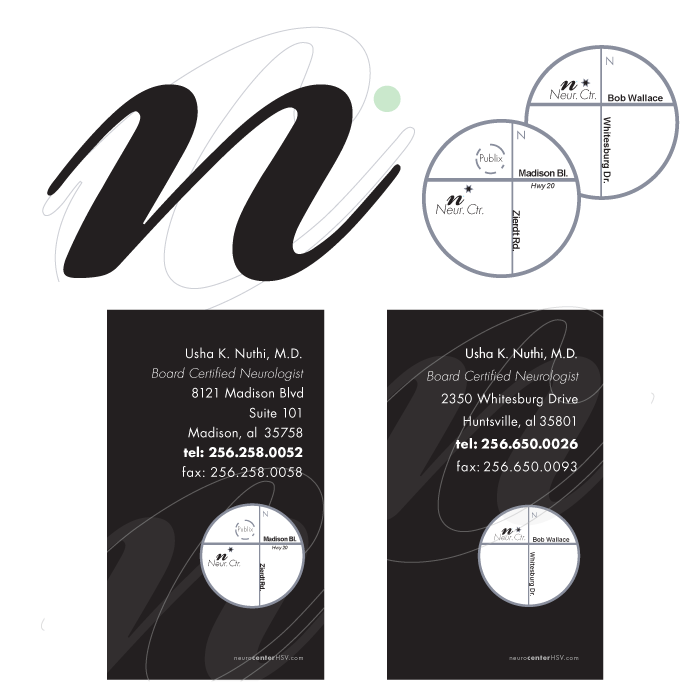 n
N
n*
Neur. Ctr.
Bob Wallace
Whitesburg Dr.
N
Publix
Madison Bl.
Hwy 20
n*
Neur. Ctr.
Zierdt Rd.
Usha K. Nuthi, M.D.
Board Certified Neurologist
8121 Madison Blvd
Suite 101
Madison, al 35758
tel: 256.258.0052
fax: 256.258.0058
N
Publix
Madison Bl.
Hwy 20
n*
Neur. Ctr.
Zierdt Rd.
neurocenterHSV.com
Usha K. Nuthi, M.D.
Board Certified Neurologist
2350 Whitesburg Drive
Huntsville, al 35801
tel: 256.650.0026
fax: 256.650.0093
N
n*
Neur. Ctr.
Bob Wallace
Whitesburg Dr.
neurocenterHSV.com